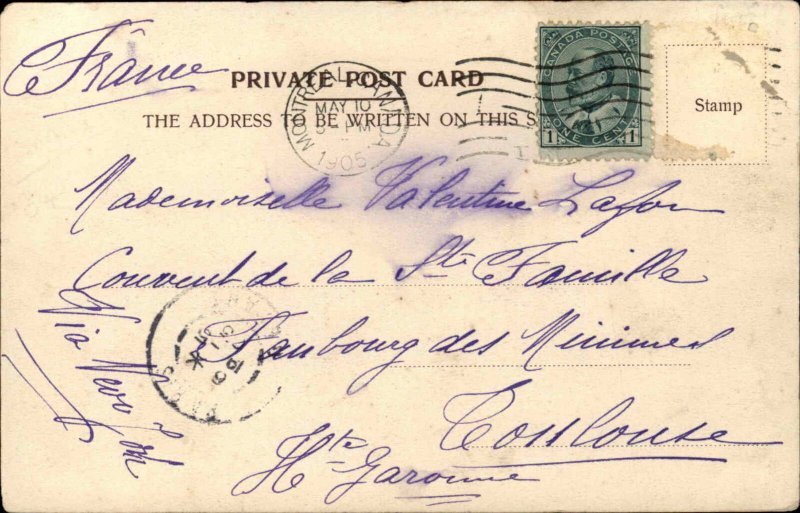 France
PRIVATE POST CARD
THE ADDRESS TO BE WRITTEN ON THIS S
Stamp
MONTREAL CANADA
MAY 10
PM
1905
CANADA POSTAGE
1 ONE CENT 1
Mademoiselle Valentine Lafon
Couvent de la Ste Famille
Faubourg des Minimes
Toulouse
Hte Garonne
Via New York